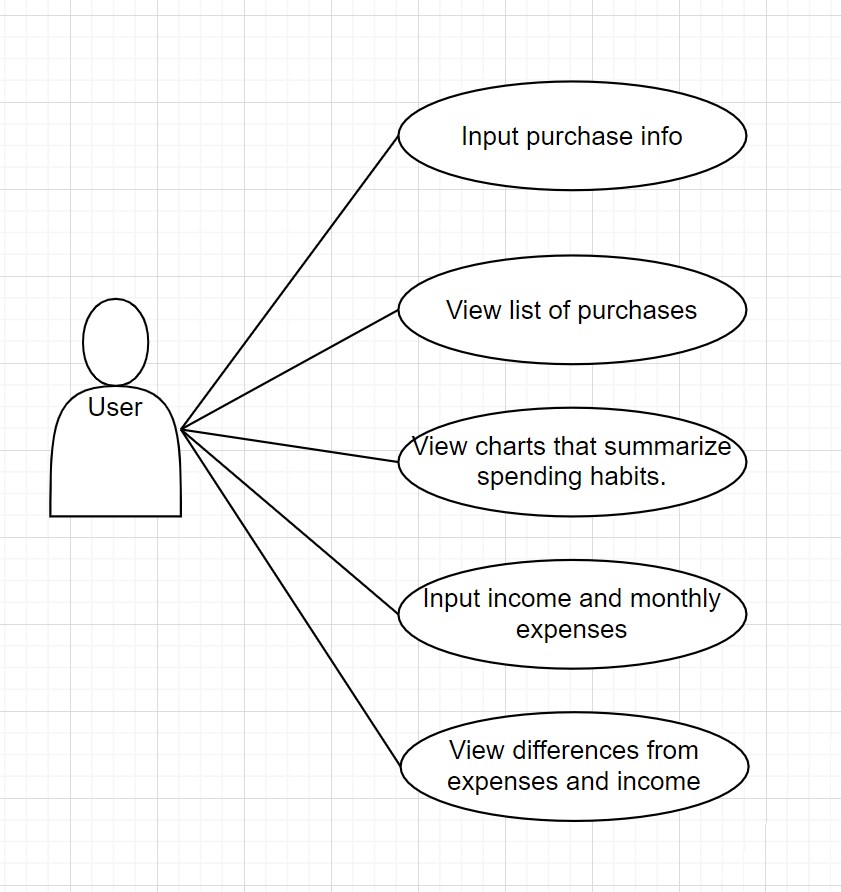 Input purchase info
View list of purchases
User
View charts that summarize
spending habits.
Input income and monthly
expenses
View differences from
expenses and income